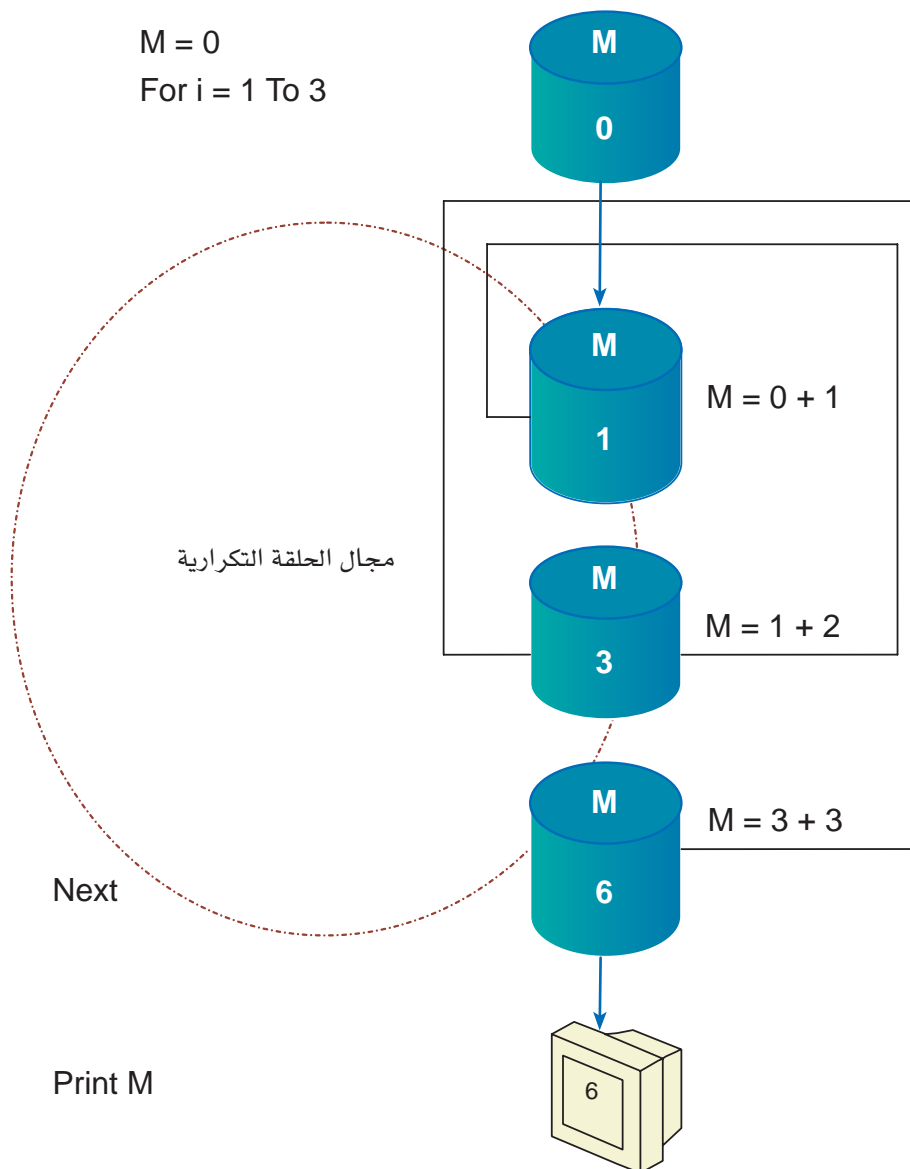 M = 0
For i = 1 To 3
M
0
M
1
M = 0 + 1
مجال الحلقة التكرارية
M
3
M = 1 + 2
M
6
M = 3 + 3
Next
Print M
6